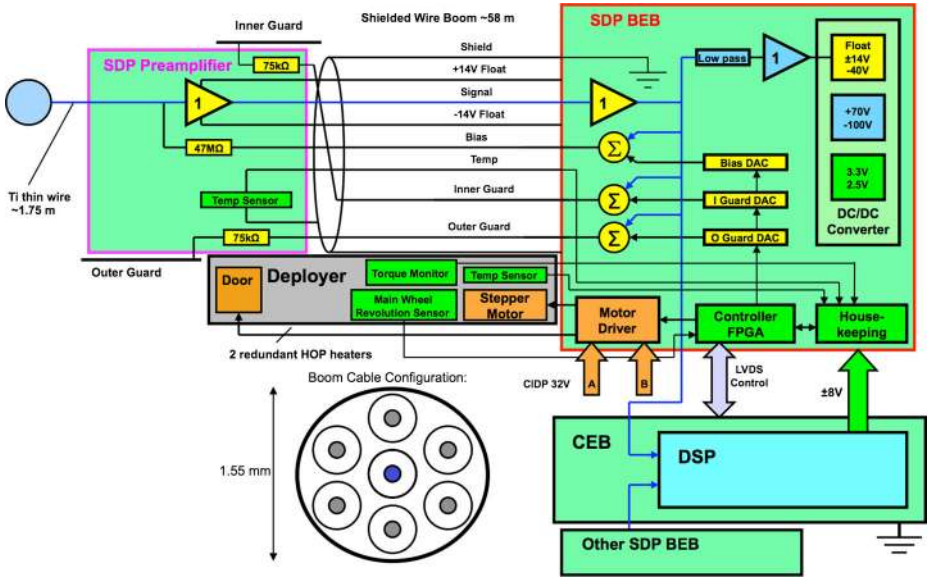 Inner Guard
Shielded Wire Boom ~58 m
SDP BEB
SDP Preamplifier
75kΩ
Shield
+14V Float
Signal
-14V Float
Bias
Temp
Inner Guard
Outer Guard
1
47MΩ
Temp Sensor
75kΩ
Ti thin wire
~1.75 m
Outer Guard
1
Σ
Σ
Σ
Low pass
1
Bias DAC
I Guard DAC
O Guard DAC
Float
±14V
-40V
+70V
-100V
3.3V
2.5V
DC/DC
Converter
Deployer
Door
Torque Monitor
Temp Sensor
Main Wheel
Revolution Sensor
Stepper
Motor
Motor
Driver
Controller
FPGA
House-
keeping
2 redundant HOP heaters
CIDP 32V
A
B
LVDS
Control
±8V
Boom Cable Configuration:
1.55 mm
CEB
DSP
Other SDP BEB